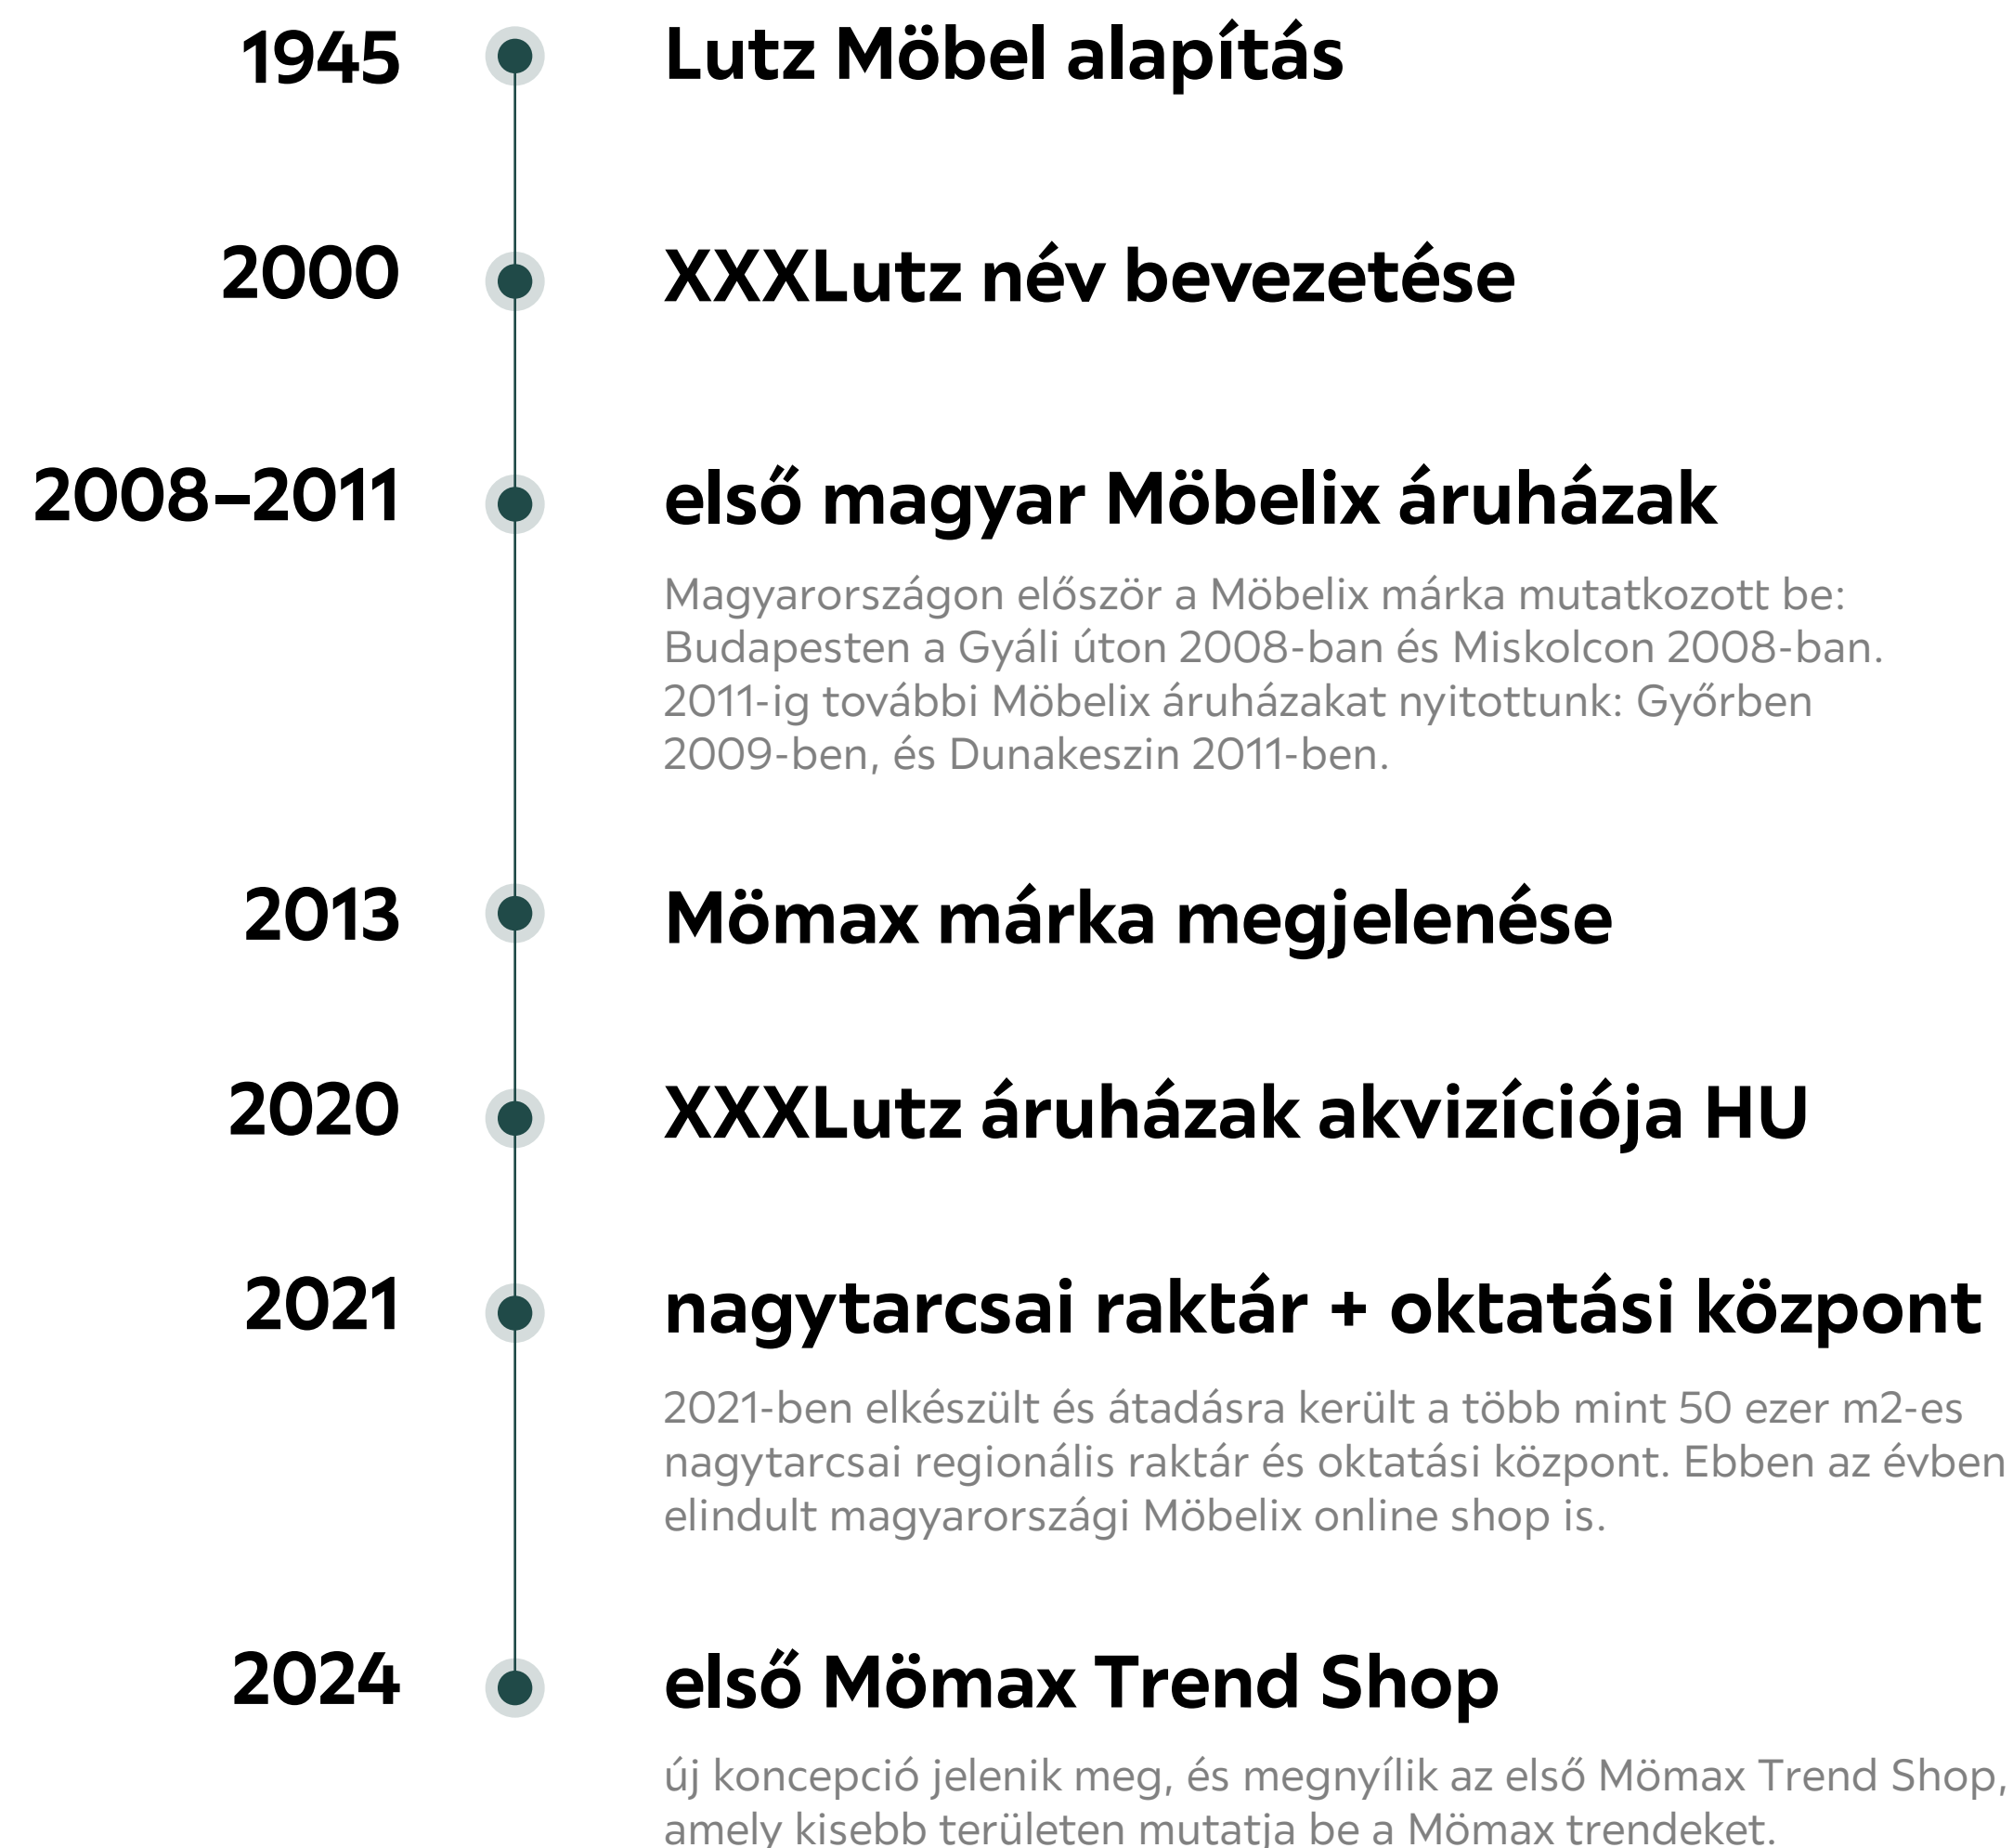 1945
Lutz Möbel alapítás
2000
XXXLutz név bevezetése
2008–2011
első magyar Möbelix áruházak
Magyarországon először a Möbelix márka mutatkozott be:
Budapesten a Gyáli úton 2008-ban és Miskolcon 2008-ban.
2011-ig további Möbelix áruházakat nyitottunk: Győrben
2009-ben, és Dunakeszin 2011-ben.
2013
Mömax márka megjelenése
2020
XXXLutz áruházak akvizíciója HU
2021
nagytarcsai raktár + oktatási központ
2021-ben elkészült és átadásra került a több mint 50 ezer m2-es
nagytarcsai regionális raktár és oktatási központ. Ebben az évben
elindult magyarországi Möbelix online shop is.
2024
első Mömax Trend Shop
új koncepció jelenik meg, és megnyílik az első Mömax Trend Shop,
amely kisebb területen mutatja be a Mömax trendeket.